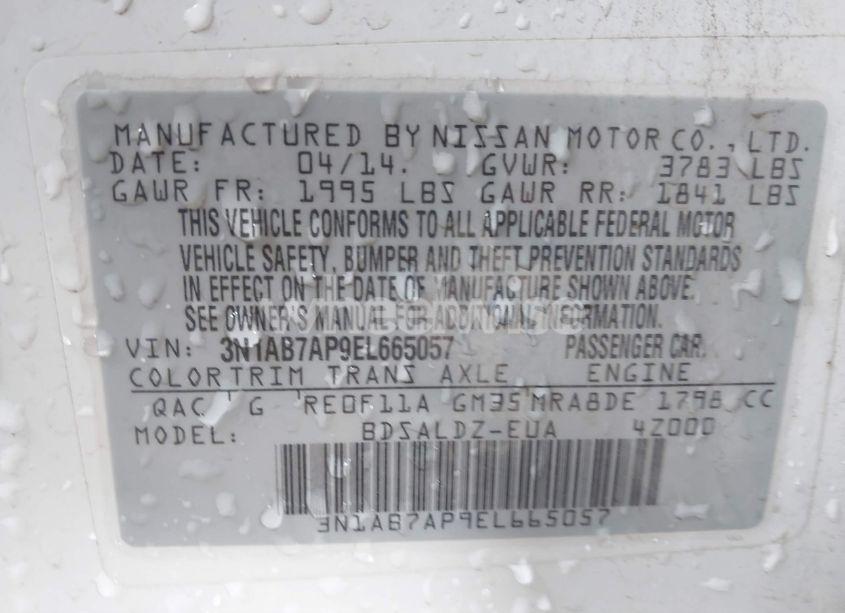 MANUFACTURED BY NISSAN MOTOR CO., LTD.
DATE: 04/14. GVWR: 3783 LBS
GAWR FR: 1995 LBS GAWR RR: 1841 LBS
THIS VEHICLE CONFORMS TO ALL APPLICABLE FEDERAL MOTOR
VEHICLE SAFETY, BUMPER AND THEFT PREVENTION STANDARDS
IN EFFECT ON THE DATE OF MANUFACTURE SHOWN ABOVE.
SEE OWNER'S MANUAL FOR ADDITIONAL INFORMATION.
VIN: 3N1AB7AP9EL665057 PASSENGER CAR
COLOR TRIM TRANS AXLE ENGINE
QAC G RE0F11A GM35 MRA8DE 1798 CC
MODEL: BDSALDZ-EUA 4Z000
3N1AB7AP9EL665057